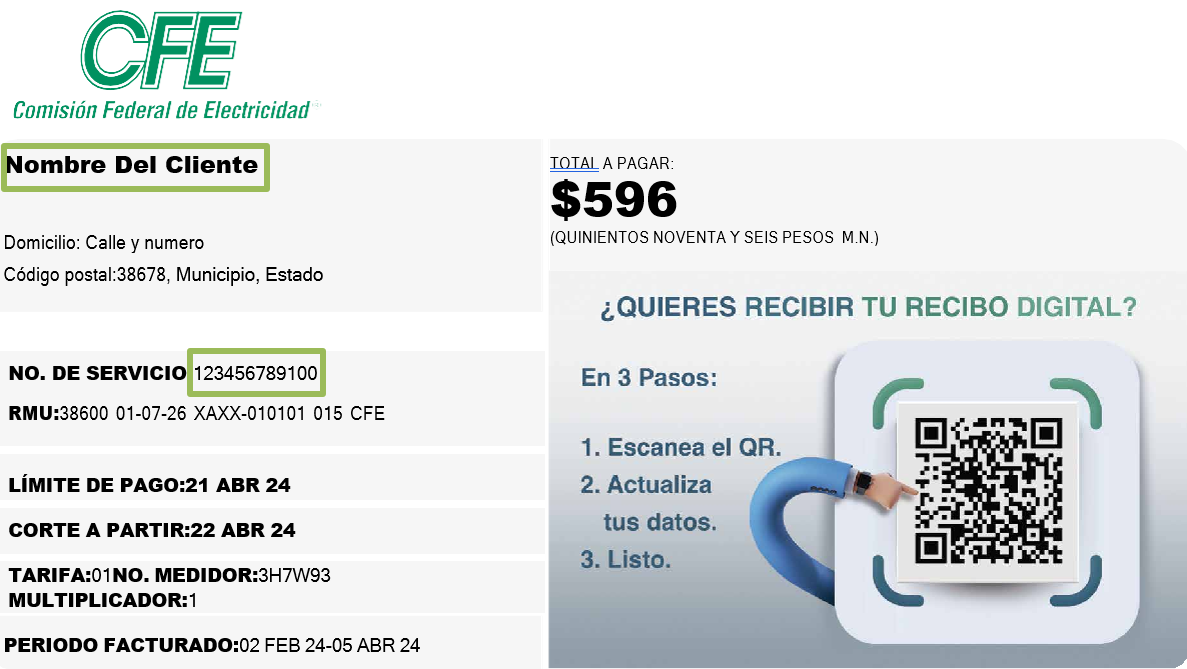 CFE
Comisión Federal de Electricidad
Nombre Del Cliente
Domicilio: Calle y numero
Código postal:38678, Municipio, Estado
NO. DE SERVICIO 123456789100
RMU:38600 01-07-26 XAXX-010101 015 CFE
LÍMITE DE PAGO:21 ABR 24
CORTE A PARTIR:22 ABR 24
TARIFA:01NO. MEDIDOR:3H7W93
MULTIPLICADOR:1
PERIODO FACTURADO:02 FEB 24-05 ABR 24
TOTAL A PAGAR:
$596
(QUINIENTOS NOVENTA Y SEIS PESOS M.N.)
¿QUIERES RECIBIR TU RECIBO DIGITAL?
En 3 Pasos:
1. Escanea el QR.
2. Actualiza
tus datos.
3. Listo.